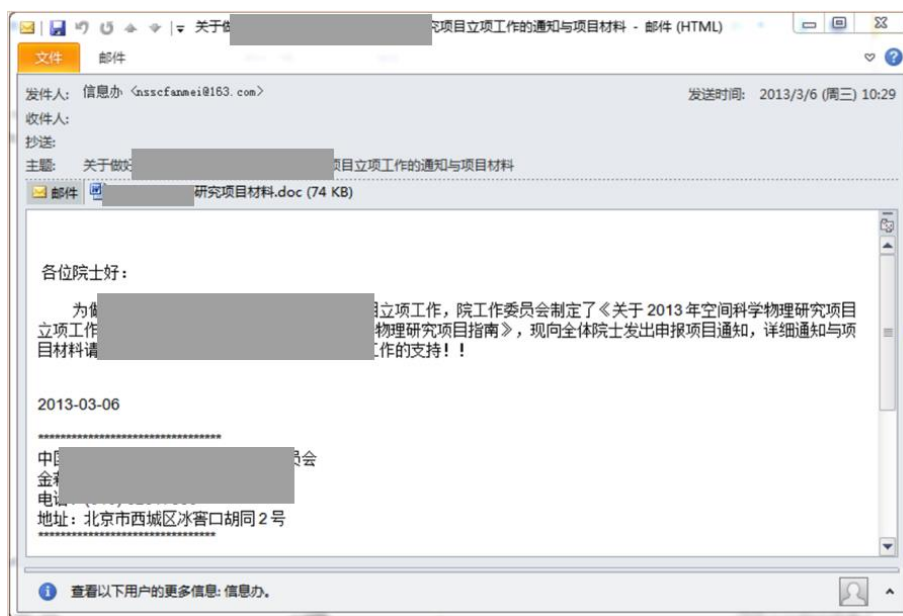 关于做 究项目立项工作的通知与项目材料 - 邮件 (HTML)
文件 邮件
发件人: 信息办 <nsscfanmei@163.com> 发送时间: 2013/3/6 (周三) 10:29
收件人:
抄送:
主题: 关于做好 项目立项工作的通知与项目材料
邮件 研究项目材料.doc (74 KB)
各位院士好：
为做 目立项工作，院工作委员会制定了《关于 2013 年空间科学物理研究项目
立项工作 物理研究项目指南》，现向全体院士发出申报项目通知，详细通知与项
目材料请 工作的支持！！
2013-03-06
*********************************
中国 员会
金
电话
地址：北京市西城区冰窖口胡同 2 号
********************************
查看以下用户的更多信息: 信息办。